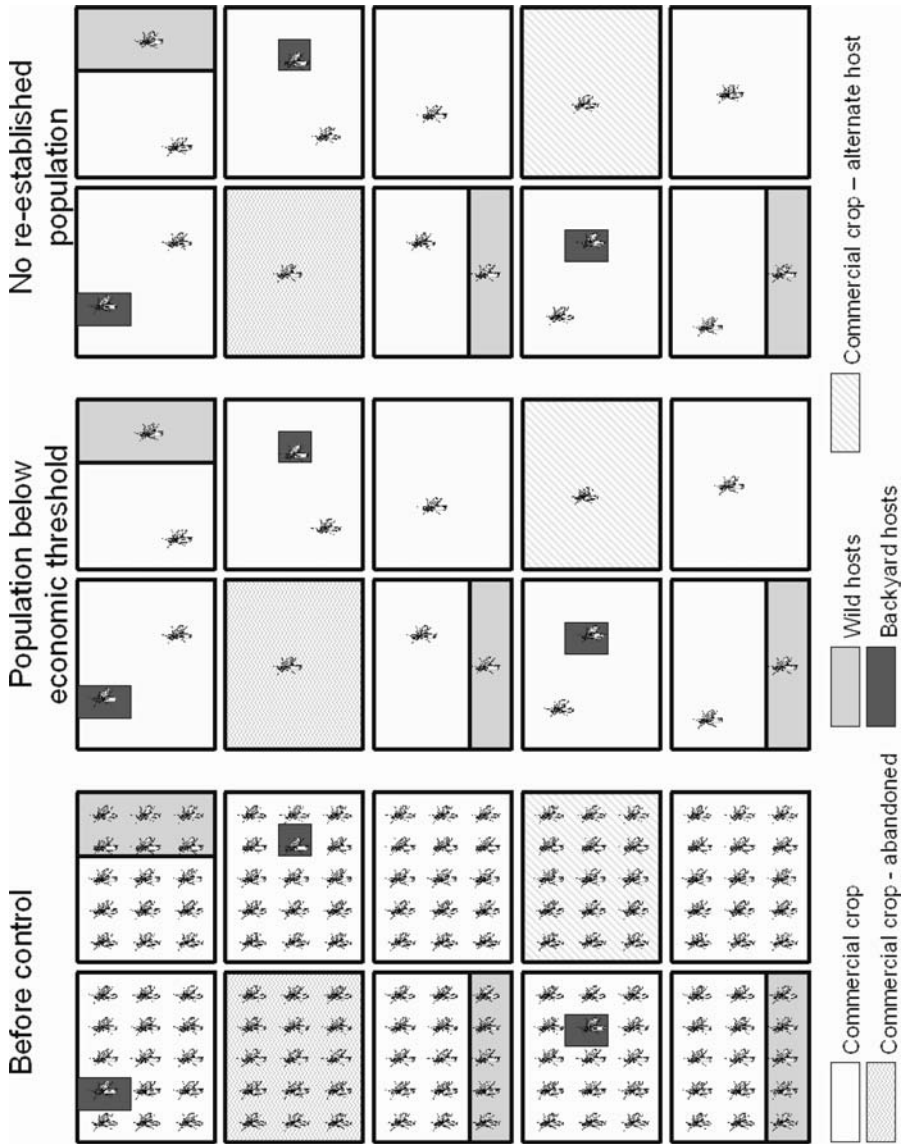 Before control
Population below
economic threshold
No re-established
population
Commercial crop
Commercial crop - abandoned
Wild hosts
Backyard hosts
Commercial crop – alternate host